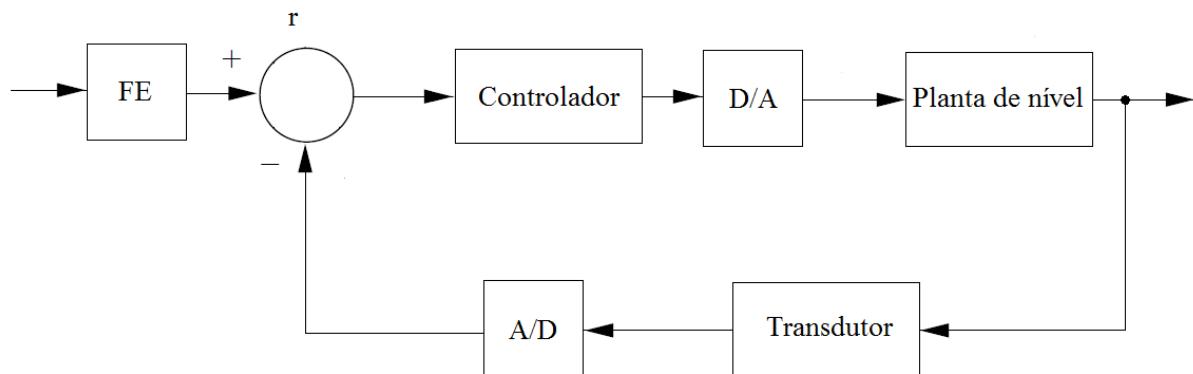 r
+
FE
Controlador
D/A
Planta de nível
−
A/D
Transdutor